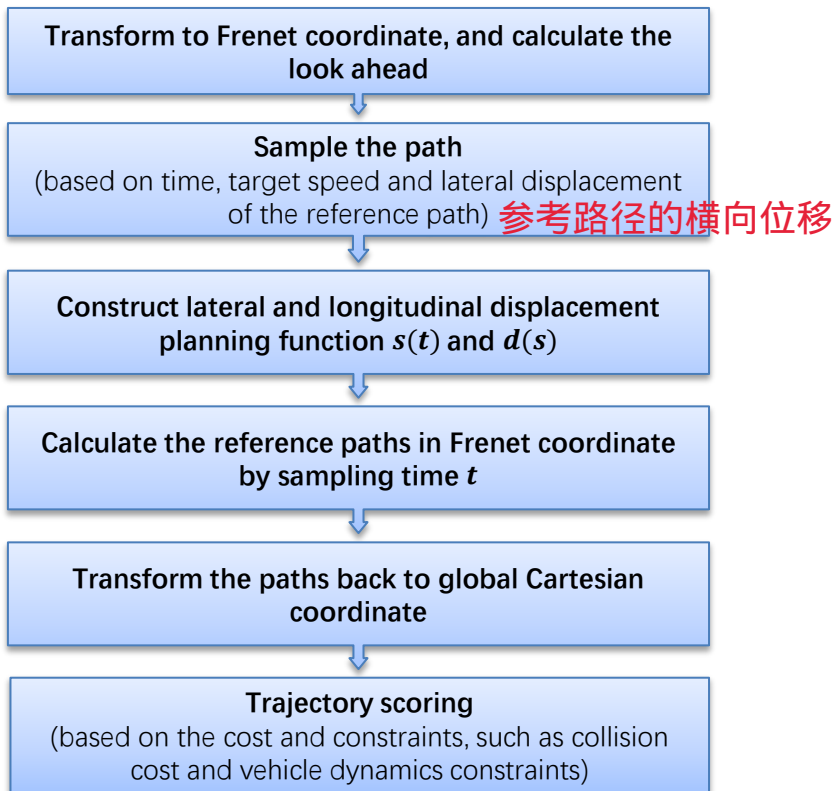 Transform to Frenet coordinate, and calculate the
look ahead
Sample the path
(based on time, target speed and lateral displacement
of the reference path) 参考路径的横向位移
Construct lateral and longitudinal displacement
planning function s(t) and d(s)
Calculate the reference paths in Frenet coordinate
by sampling time t
Transform the paths back to global Cartesian
coordinate
Trajectory scoring
(based on the cost and constraints, such as collision
cost and vehicle dynamics constraints)